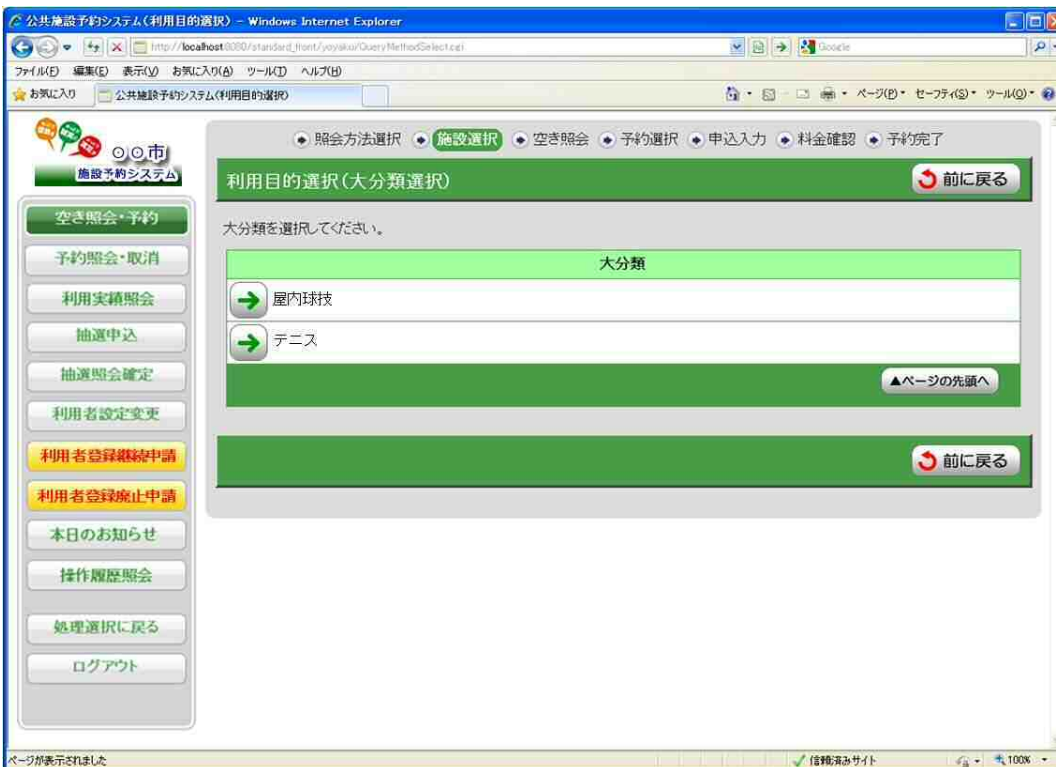 公共施設予約システム(利用目的選択) - Windows Internet Explorer
http://localhost:8080/standard_front/yoyaku/QueryMethodSelect.cgi
Google
ファイル(F) 編集(E) 表示(V) お気に入り(A) ツール(T) ヘルプ(H)
お気に入り 公共施設予約システム(利用目的選択) ページ(P) セーフティ(S) ツール(O)
○○市
施設予約システム
照会方法選択 施設選択 空き照会 予約選択 申込入力 料金確認 予約完了
利用目的選択(大分類選択) 前に戻る
大分類を選択してください。
大分類
屋内球技
テニス
▲ページの先頭へ
前に戻る
空き照会・予約
予約照会・取消
利用実績照会
抽選申込
抽選照会確定
利用者設定変更
利用者登録継続申請
利用者登録廃止申請
本日のお知らせ
操作履歴照会
処理選択に戻る
ログアウト
ページが表示されました 信頼済みサイト 100%